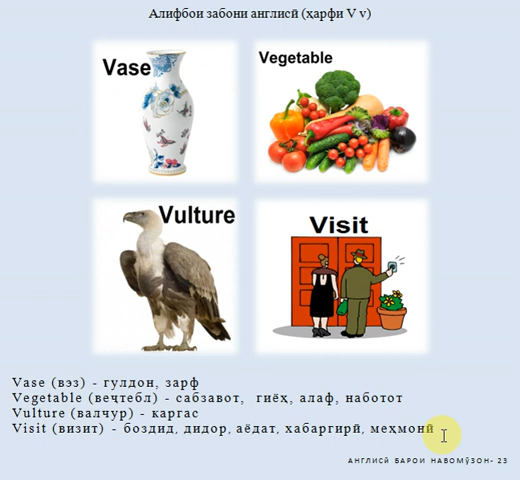 Алифбои забони англисӣ (ҳарфи V v)
Vase
Vegetable
Vulture
Visit
Vase (вэз) - гулдон, зарф
Vegetable (веҷтебл) - сабзавот, гиёҳ, алаф, наботот
Vulture (валчур) - каргас
Visit (визит) - боздид, дидор, аёдат, хабаргирӣ, меҳмонӣ
АНГЛИСӢ БАРОИ НАВОМӮЗОН- 23